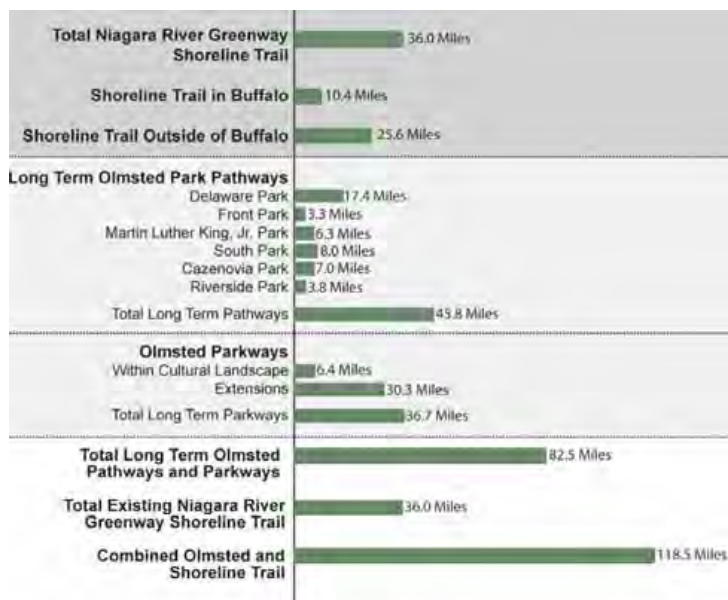 Total Niagara River Greenway 36.0 Miles
Shoreline Trail
Shoreline Trail in Buffalo 10.4 Miles
Shoreline Trail Outside of Buffalo 25.6 Miles
Long Term Olmsted Park Pathways
Delaware Park 17.4 Miles
Front Park 3.3 Miles
Martin Luther King, Jr. Park 6.3 Miles
South Park 8.0 Miles
Cazenovia Park 7.0 Miles
Riverside Park 3.8 Miles
Total Long Term Pathways 45.8 Miles
Olmsted Parkways
Within Cultural Landscape 6.4 Miles
Extensions 30.3 Miles
Total Long Term Parkways 36.7 Miles
Total Long Term Olmsted 82.5 Miles
Pathways and Parkways
Total Existing Niagara River 36.0 Miles
Greenway Shoreline Trail
Combined Olmsted and 118.5 Miles
Shoreline Trail